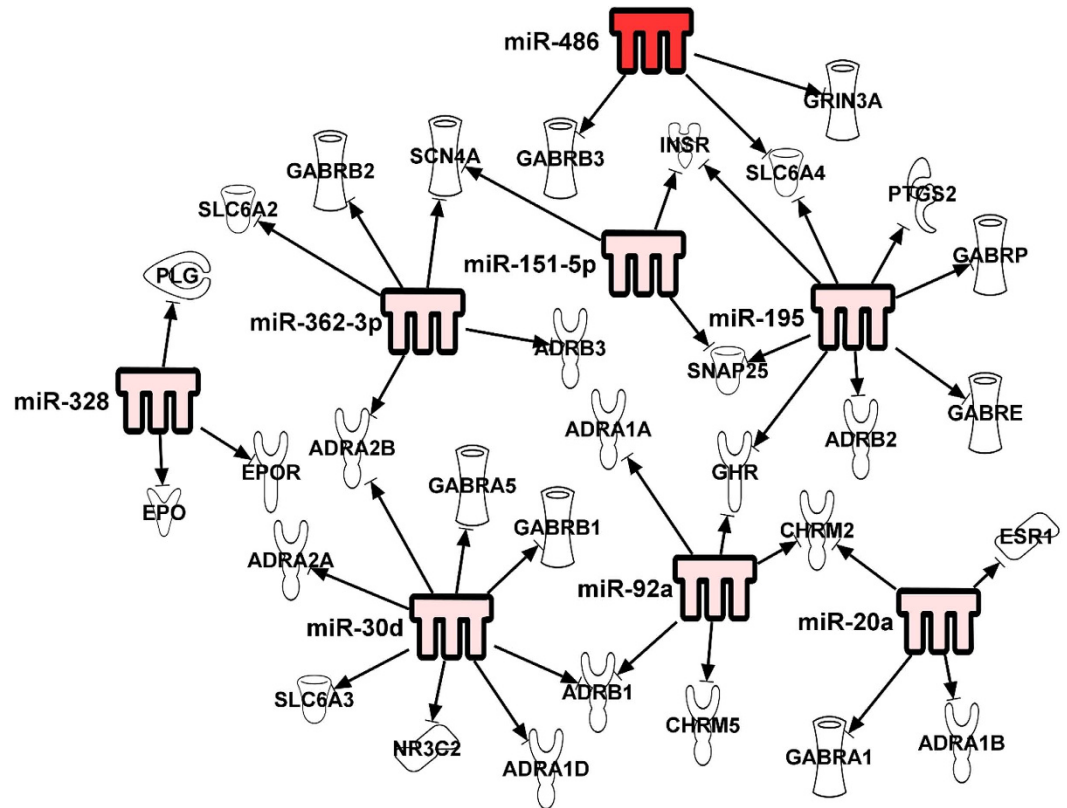 miR-486
GRIN3A
GABRB3
INSR
SCN4A
GABRB2
SLC6A4
PTGS2
SLC6A2
GABRP
miR-151-5p
PLG
miR-362-3p
miR-195
ADRB3
SNAP25
miR-328
GABRE
ADRA1A
ADRB2
ADRA2B
EPOR
GHR
GABRA5
EPO
GABRB1
CHRM2
ESR1
ADRA2A
miR-92a
miR-30d
miR-20a
SLC6A3
ADRB1
CHRM5
NR3C2
ADRA1D
GABRA1
ADRA1B